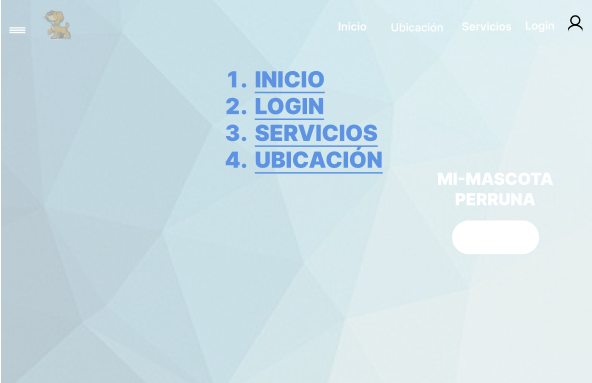 Inicio Ubicación Servicios Login
1. INICIO
2. LOGIN
3. SERVICIOS
4. UBICACIÓN
MI-MASCOTA
PERRUNA